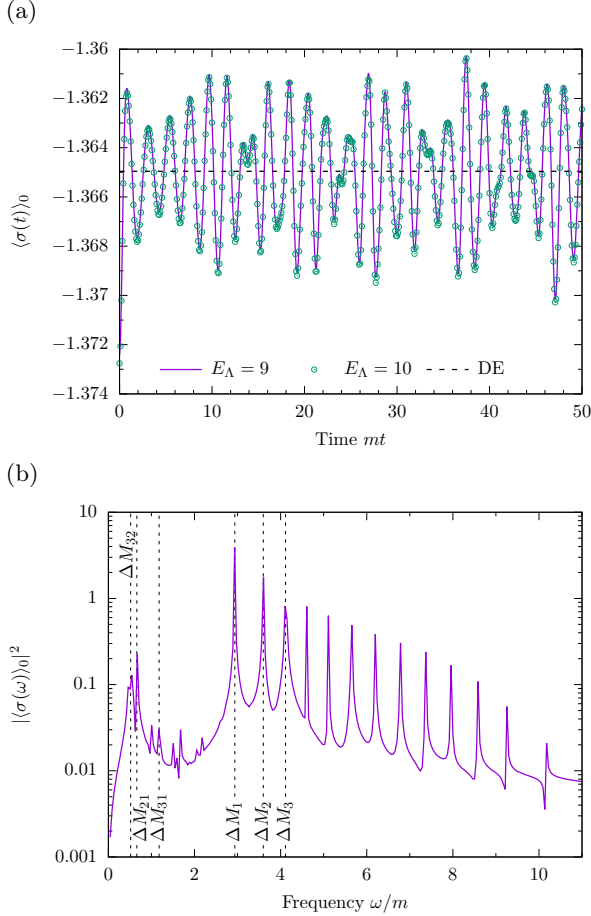 (a)
−1.36
−1.362
−1.364
−1.366
−1.368
−1.37
−1.372
−1.374
⟨σ(t)⟩₀
E_Λ = 9
E_Λ = 10
DE
0 10 20 30 40 50
Time mt
(b)
10
1
0.1
0.01
0.001
|⟨σ(ω)⟩₀|²
ΔM₃₂
ΔM₂₁
ΔM₃₁
ΔM₁
ΔM₂
ΔM₃
0 2 4 6 8 10
Frequency ω/m